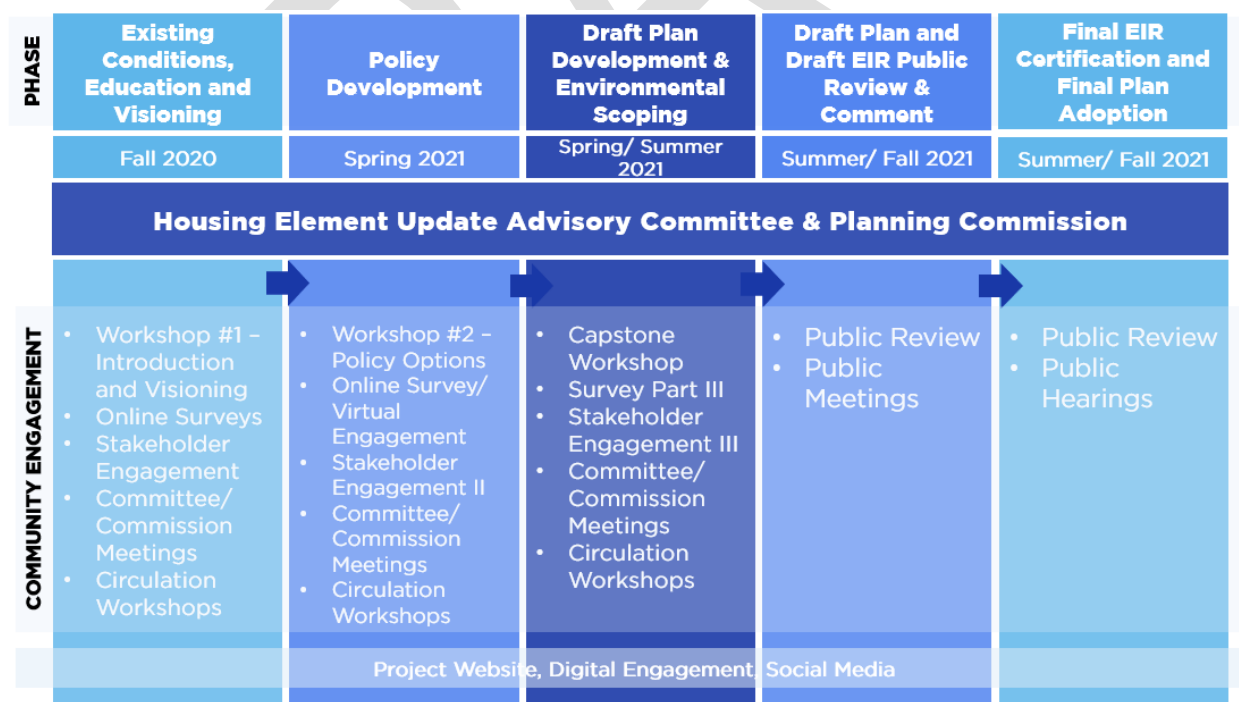 PHASE
Existing
Conditions,
Education and
Visioning
Policy
Development
Draft Plan
Development &
Environmental
Scoping
Draft Plan and
Draft EIR Public
Review &
Comment
Final EIR
Certification and
Final Plan
Adoption
Fall 2020
Spring 2021
Spring/ Summer
2021
Summer/ Fall 2021
Summer/ Fall 2021
Housing Element Update Advisory Committee & Planning Commission
COMMUNITY ENGAGEMENT
• Workshop #1 –
Introduction
and Visioning
• Online Surveys
• Stakeholder
Engagement
• Committee/
Commission
Meetings
• Circulation
Workshops
• Workshop #2 –
Policy Options
• Online Survey/
Virtual
Engagement
• Stakeholder
Engagement II
• Committee/
Commission
Meetings
• Circulation
Workshops
• Capstone
Workshop
• Survey Part III
• Stakeholder
Engagement III
• Committee/
Commission
Meetings
• Circulation
Workshops
• Public Review
• Public
Meetings
• Public Review
• Public
Hearings
Project Website, Digital Engagement, Social Media